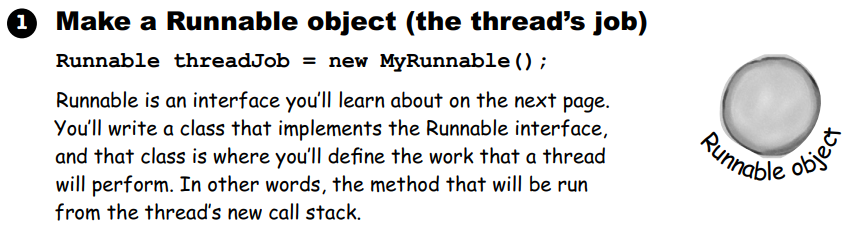 1 Make a Runnable object (the thread's job)
Runnable threadJob = new MyRunnable();
Runnable is an interface you'll learn about on the next page.
You'll write a class that implements the Runnable interface,
and that class is where you'll define the work that a thread
will perform. In other words, the method that will be run
from the thread's new call stack.
Runnable object